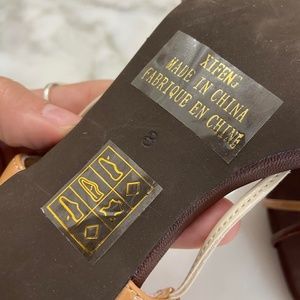 XIFENG
MADE IN CHINA
FABRIQUE EN CHINE
8